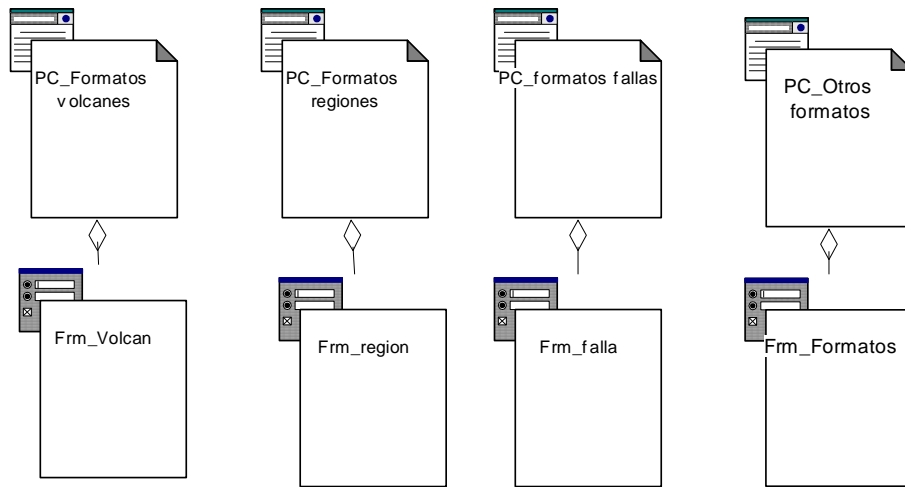 PC_Formatos
volcanes
PC_Formatos
regiones
PC_formatos fallas
PC_Otros
formatos
Frm_Volcan
Frm_region
Frm_falla
Frm_Formatos